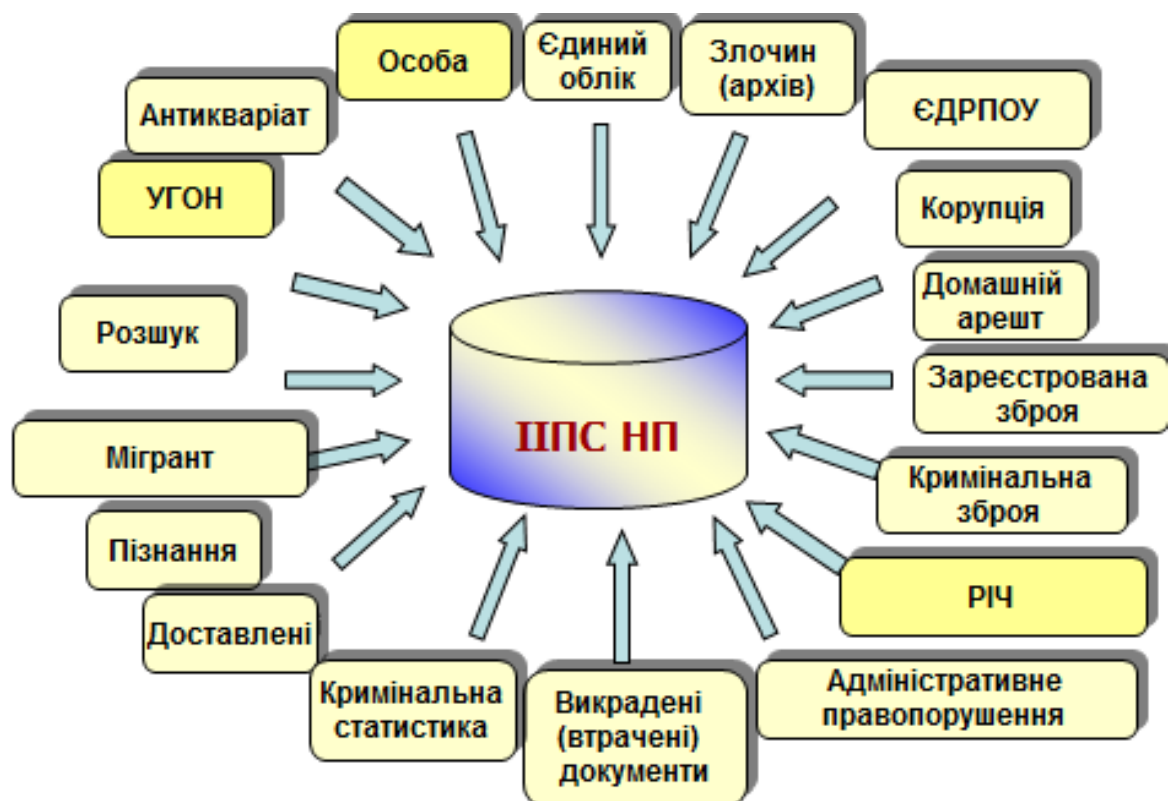 Особа
Єдиний
облік
Злочин
(архів)
Антикваріат
ЄДРПОУ
УГОН
Корупція
Домашній
арешт
Розшук
Зареєстрована
зброя
ІІПС НП
Мігрант
Кримінальна
зброя
Пізнання
РІЧ
Доставлені
Кримінальна
статистика
Викрадені
(втрачені)
документи
Адміністративне
правопорушення